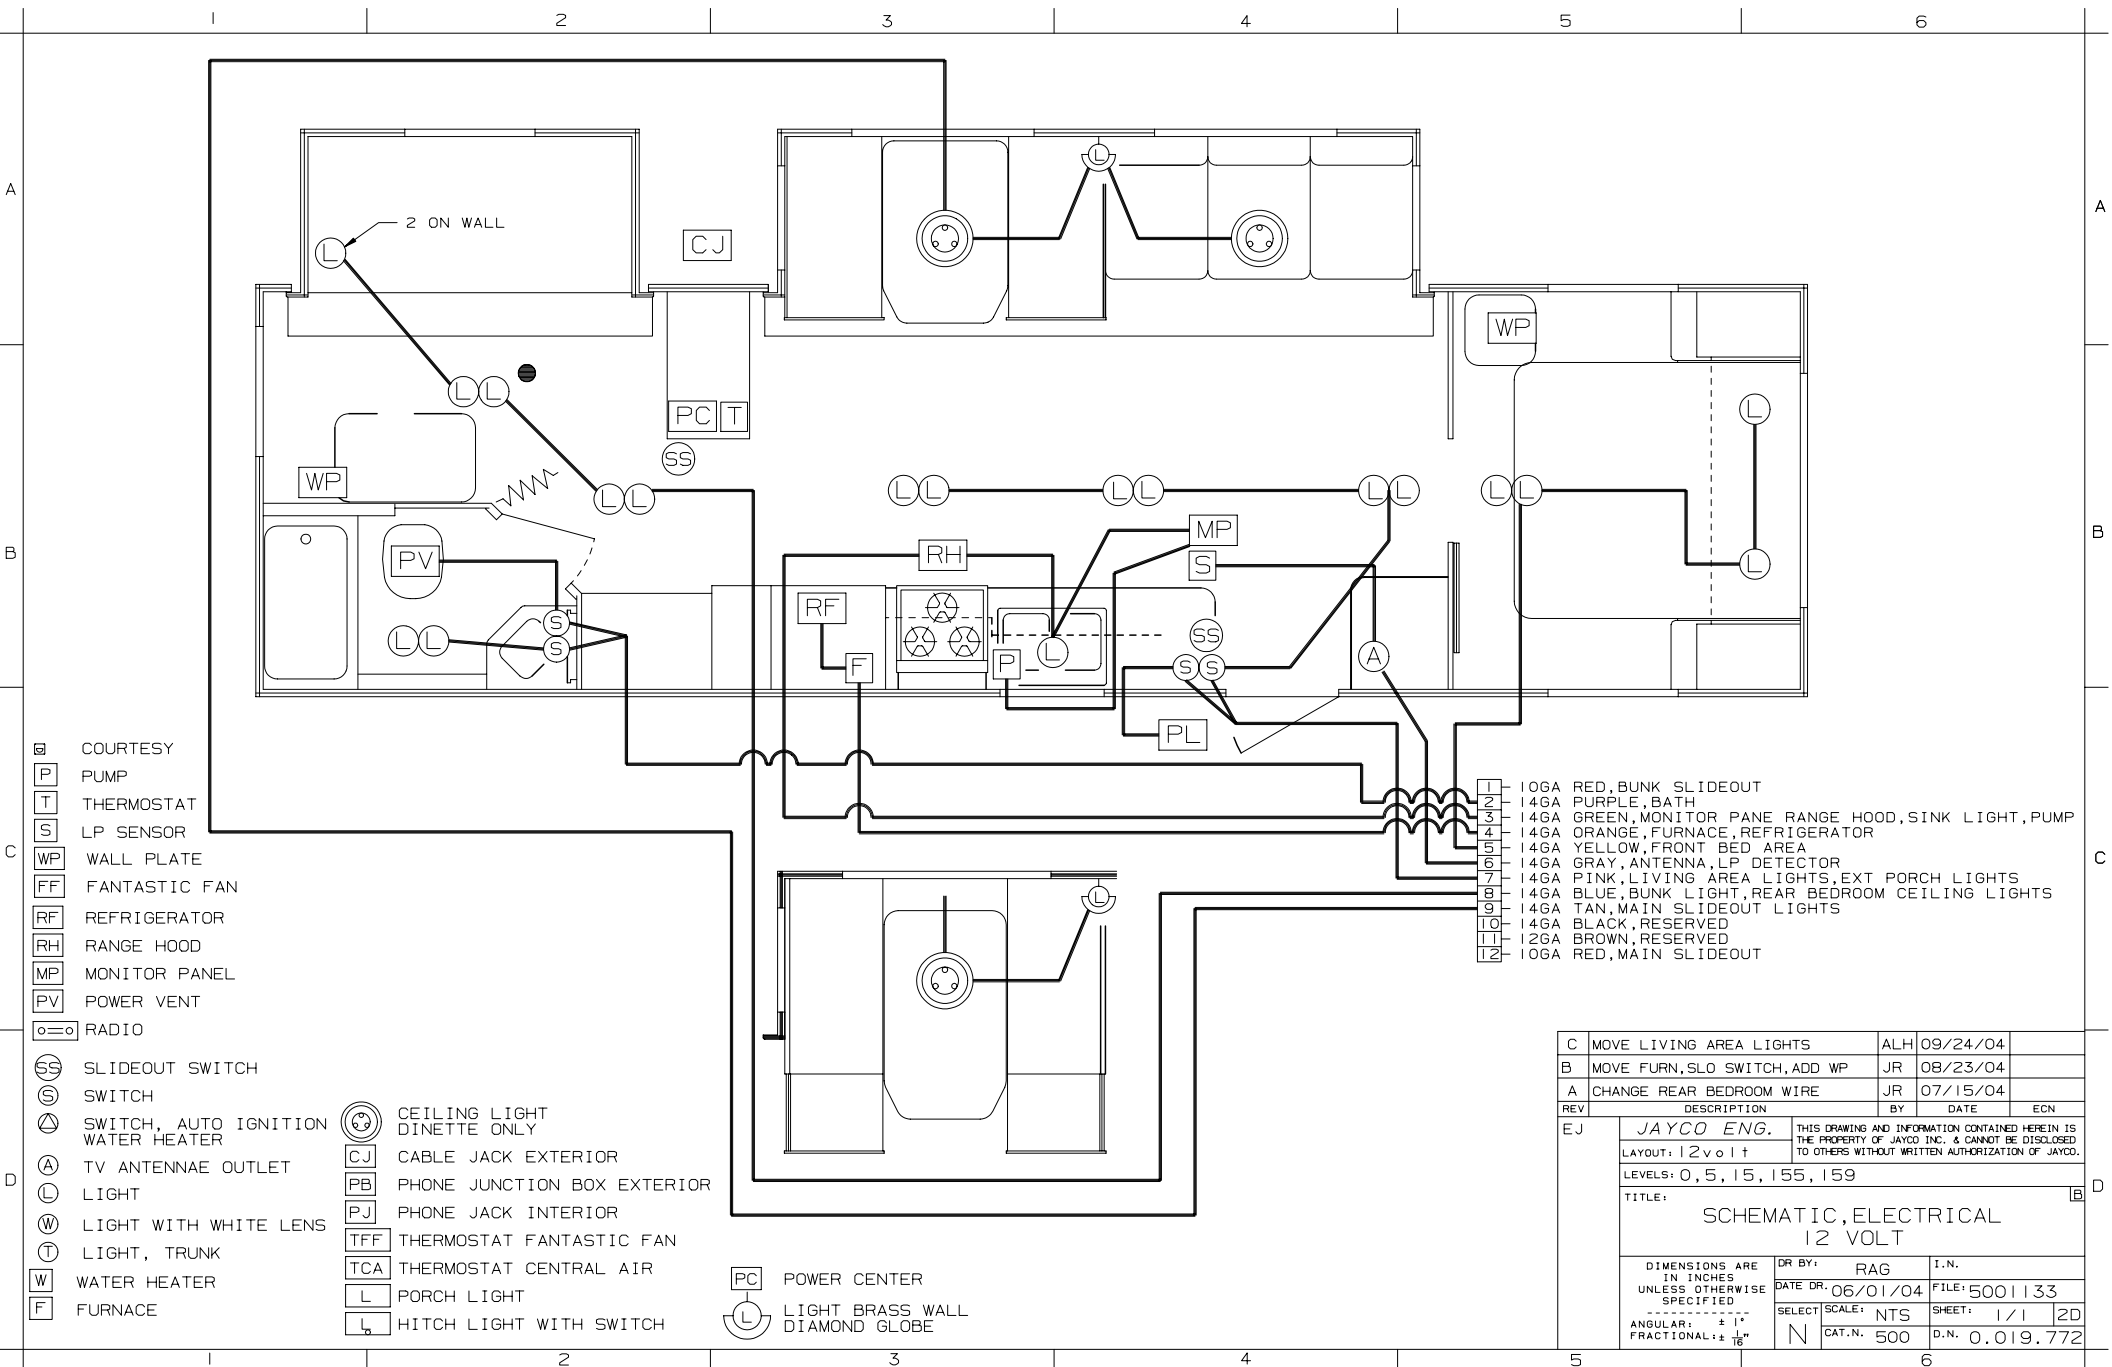 1 2 3 4 5 6
A
A
2 ON WALL
L
L
CJ
WP
L L
PC T
L
SS
WP
L L
L L
L L
L L
L L
B
B
MP
PV
RH
S
L
S
RF
SS
L L
S
F
P
L
S S
A
PL
COURTESY
P PUMP
T THERMOSTAT
S LP SENSOR
WP WALL PLATE
FF FANTASTIC FAN
RF REFRIGERATOR
RH RANGE HOOD
MP MONITOR PANEL
PV POWER VENT
RADIO
SS SLIDEOUT SWITCH
S SWITCH
SWITCH, AUTO IGNITION
WATER HEATER
A TV ANTENNAE OUTLET
L LIGHT
W LIGHT WITH WHITE LENS
T LIGHT, TRUNK
W WATER HEATER
F FURNACE
C
C
1 10GA RED,BUNK SLIDEOUT
2 14GA PURPLE,BATH
3 14GA GREEN,MONITOR PANE RANGE HOOD,SINK LIGHT,PUMP
4 14GA ORANGE,FURNACE,REFRIGERATOR
5 14GA YELLOW,FRONT BED AREA
6 14GA GRAY,ANTENNA,LP DETECTOR
7 14GA PINK,LIVING AREA LIGHTS,EXT PORCH LIGHTS
8 14GA BLUE,BUNK LIGHT,REAR BEDROOM CEILING LIGHTS
9 14GA TAN,MAIN SLIDEOUT LIGHTS
10 14GA BLACK,RESERVED
11 12GA BROWN,RESERVED
12 10GA RED,MAIN SLIDEOUT
L
CEILING LIGHT
DINETTE ONLY
CJ CABLE JACK EXTERIOR
PB PHONE JUNCTION BOX EXTERIOR
PJ PHONE JACK INTERIOR
TFF THERMOSTAT FANTASTIC FAN
TCA THERMOSTAT CENTRAL AIR
L PORCH LIGHT
L HITCH LIGHT WITH SWITCH
PC POWER CENTER
L LIGHT BRASS WALL
DIAMOND GLOBE
D
D
C MOVE LIVING AREA LIGHTS ALH 09/24/04
B MOVE FURN,SLO SWITCH,ADD WP JR 08/23/04
A CHANGE REAR BEDROOM WIRE JR 07/15/04
REV DESCRIPTION BY DATE ECN
EJ
JAYCO ENG.
THIS DRAWING AND INFORMATION CONTAINED HEREIN IS
THE PROPERTY OF JAYCO INC. & CANNOT BE DISCLOSED
TO OTHERS WITHOUT WRITTEN AUTHORIZATION OF JAYCO.
LAYOUT: 12volt
LEVELS: 0,5,15,155,159
TITLE: B
SCHEMATIC,ELECTRICAL
12 VOLT
DIMENSIONS ARE
IN INCHES
UNLESS OTHERWISE
SPECIFIED
ANGULAR: ± 1°
FRACTIONAL:± 1/16"
DR BY: RAG I.N.
DATE DR. 06/01/04 FILE: 5001133
SELECT N SCALE: NTS SHEET: 1/1 2D
CAT.N. 500 D.N. 0.019.772
1 2 3 4 5 6